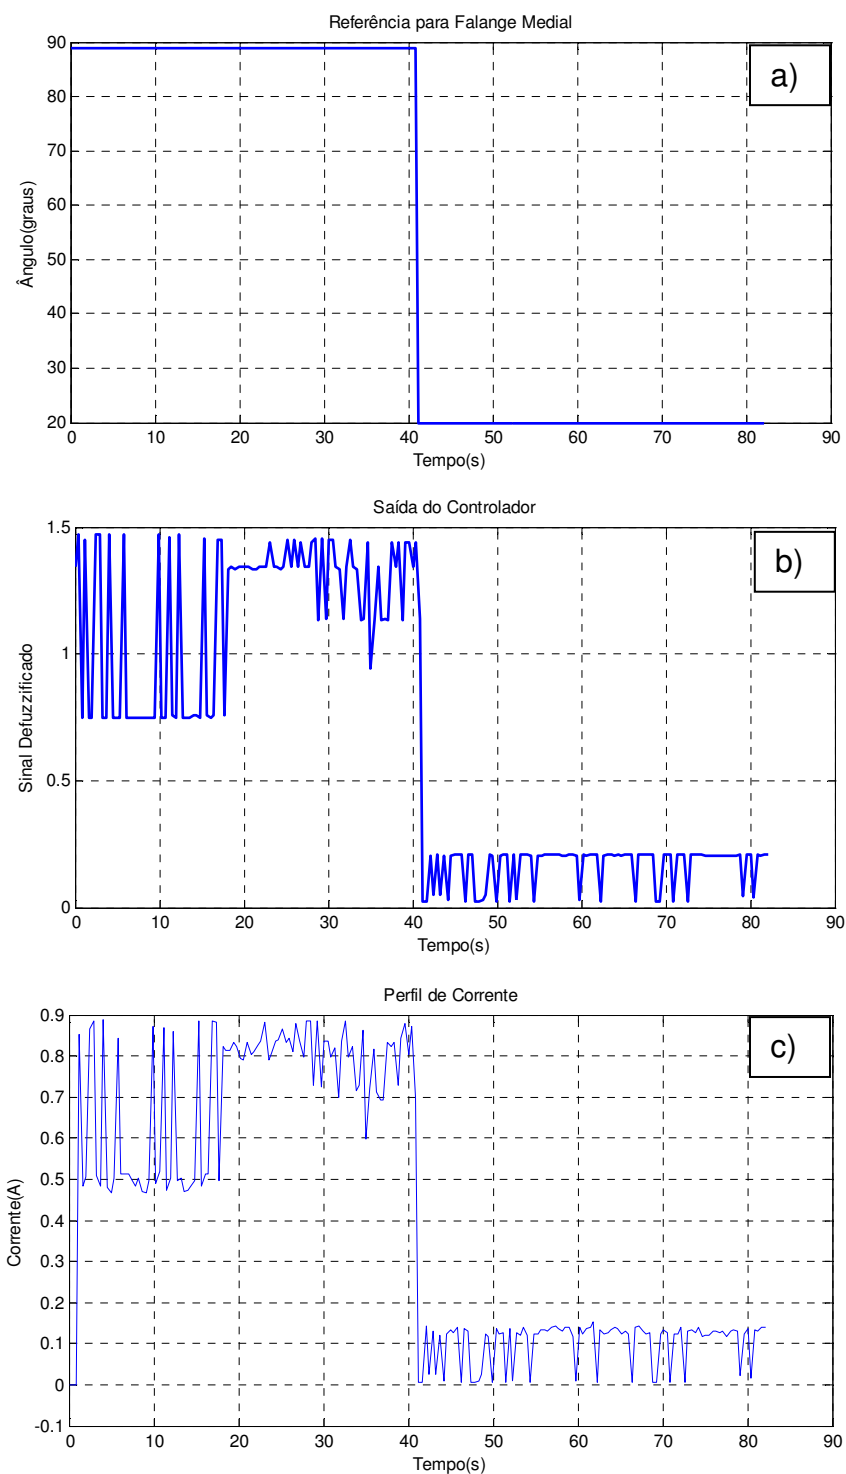 Referência para Falange Medial
a)
90
80
70
60
50
40
30
20
Ângulo(graus)
0 10 20 30 40 50 60 70 80 90
Tempo(s)
Saída do Controlador
b)
1.5
1
0.5
0
Sinal Defuzzificado
0 10 20 30 40 50 60 70 80 90
Tempo(s)
Perfil de Corrente
c)
0.9
0.8
0.7
0.6
0.5
0.4
0.3
0.2
0.1
0
-0.1
Corrente(A)
0 10 20 30 40 50 60 70 80 90
Tempo(s)